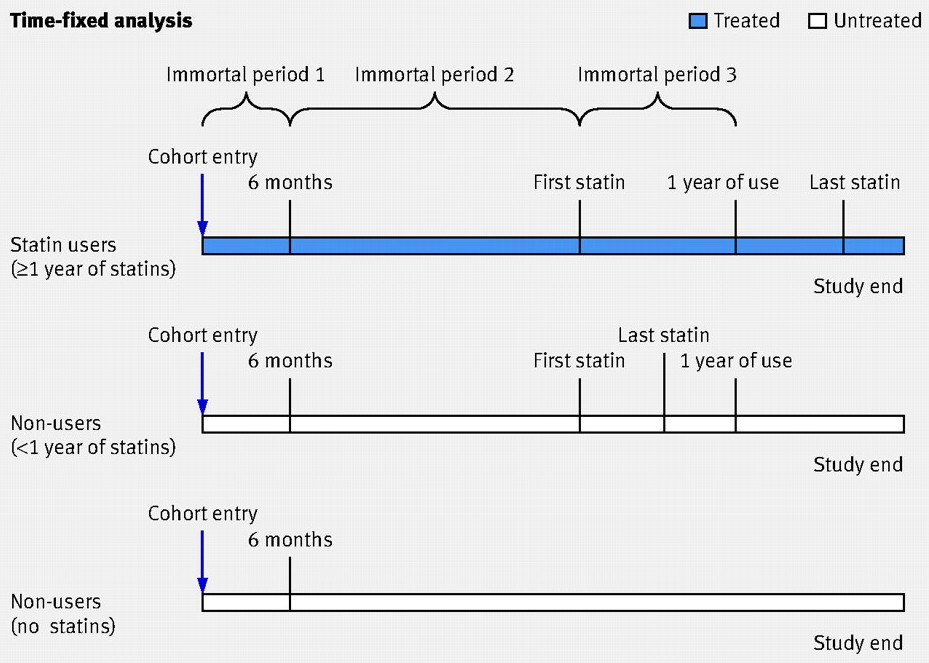 Time-fixed analysis
Treated
Untreated
Immortal period 1
Immortal period 2
Immortal period 3
Cohort entry
6 months
First statin
1 year of use
Last statin
Statin users
(≥1 year of statins)
Study end
Cohort entry
Last statin
6 months
First statin
1 year of use
Non-users
(<1 year of statins)
Study end
Cohort entry
6 months
Non-users
(no statins)
Study end